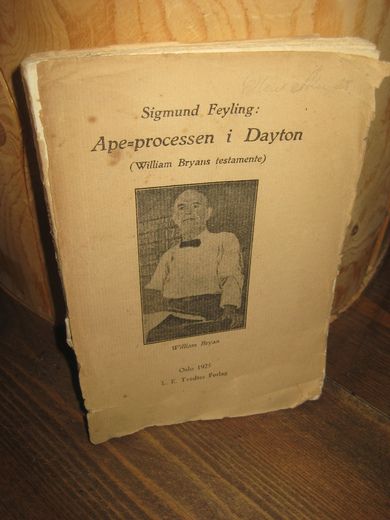 Sigmund Feyling:
Ape=processen i Dayton
(William Bryans testamente)
William Bryan
Oslo 1925
L. E. Tvedtes Forlag